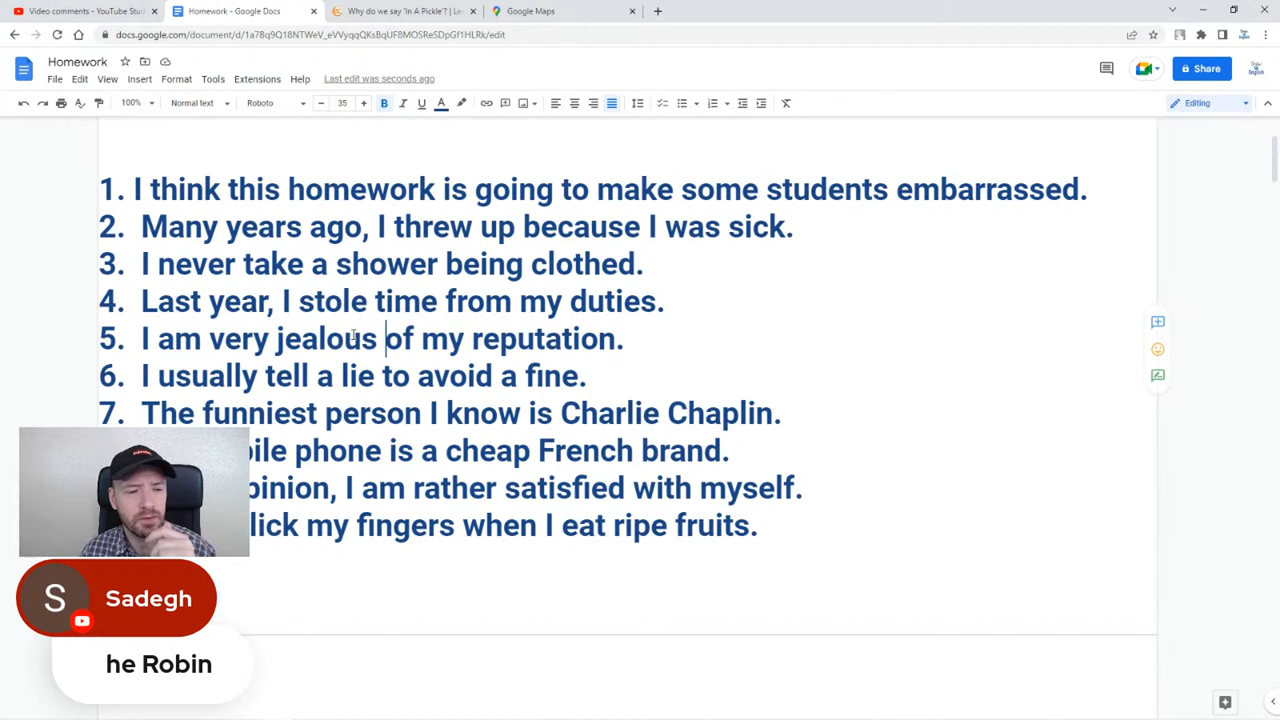 Video comments - YouTube Stud
Homework - Google Docs
Why do we say 'In A Pickle'? | Le
Google Maps
docs.google.com/document/d/1a7Bq9Q18NTWeV_eVVyqqQKsBqUF8MOSReSDpGf1HLRk/edit
Homework
File Edit View Insert Format Tools Extensions Help Last edit was seconds ago
Share
100% Normal text Roboto 35 B I U A
Editing
1. I think this homework is going to make some students embarrassed.
2. Many years ago, I threw up because I was sick.
3. I never take a shower being clothed.
4. Last year, I stole time from my duties.
5. I am very jealous of my reputation.
6. I usually tell a lie to avoid a fine.
7. The funniest person I know is Charlie Chaplin.
bile phone is a cheap French brand.
pinion, I am rather satisfied with myself.
lick my fingers when I eat ripe fruits.
S Sadegh
he Robin